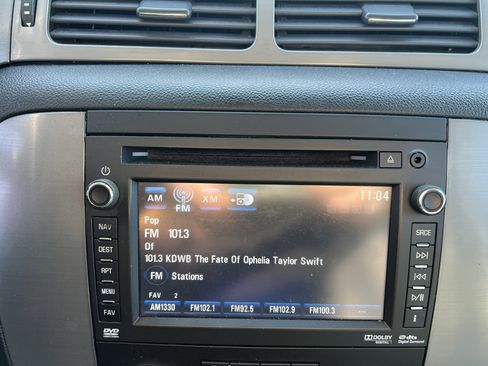 AM FM XM 11:04
Pop
FM 101.3
Of
101.3 KDWB The Fate Of Ophelia Taylor Swift
FM Stations
FAV 2
AM1330 FM102.1 FM92.5 FM102.9 FM100.3 ...
NAV
DEST
RPT
MENU
FAV
DVD
SRCE
i
DOLBY
DIGITAL
dts
Digital Surround